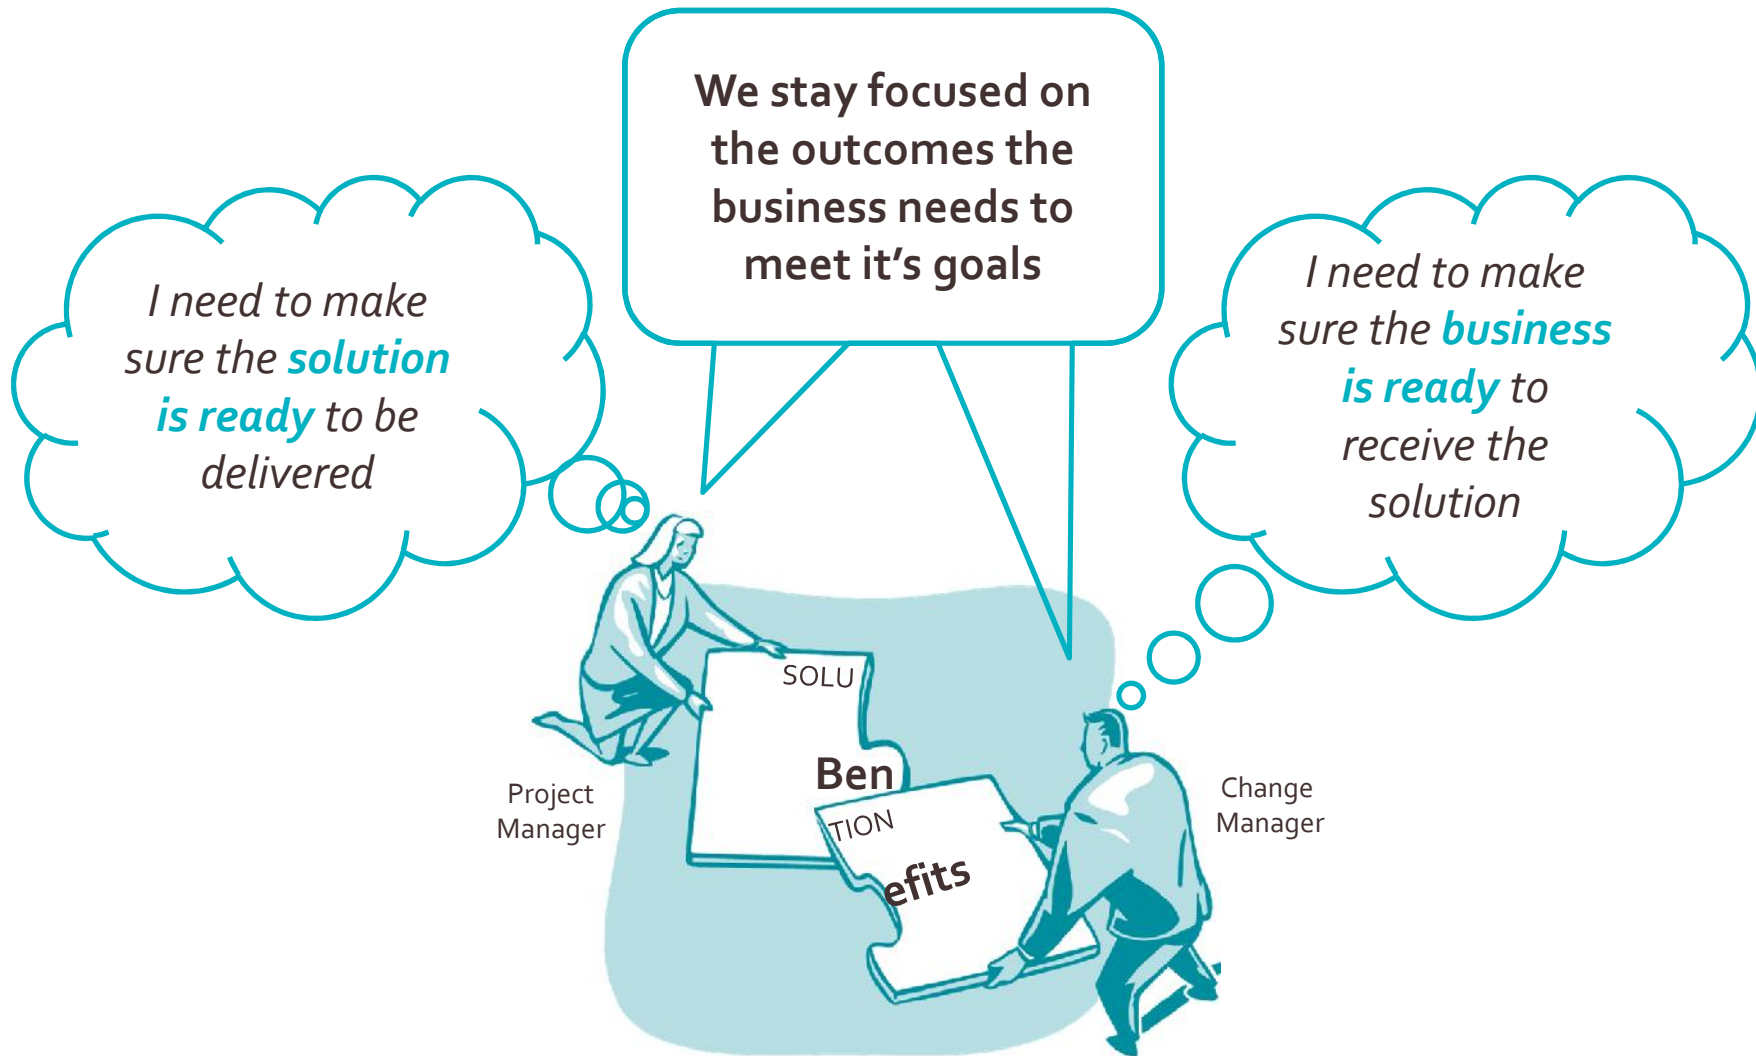 We stay focused on
the outcomes the
business needs to
meet it’s goals
I need to make
sure the solution
is ready to be
delivered
I need to make
sure the business
is ready to
receive the
solution
SOLU
Ben
TION
efits
Project
Manager
Change
Manager